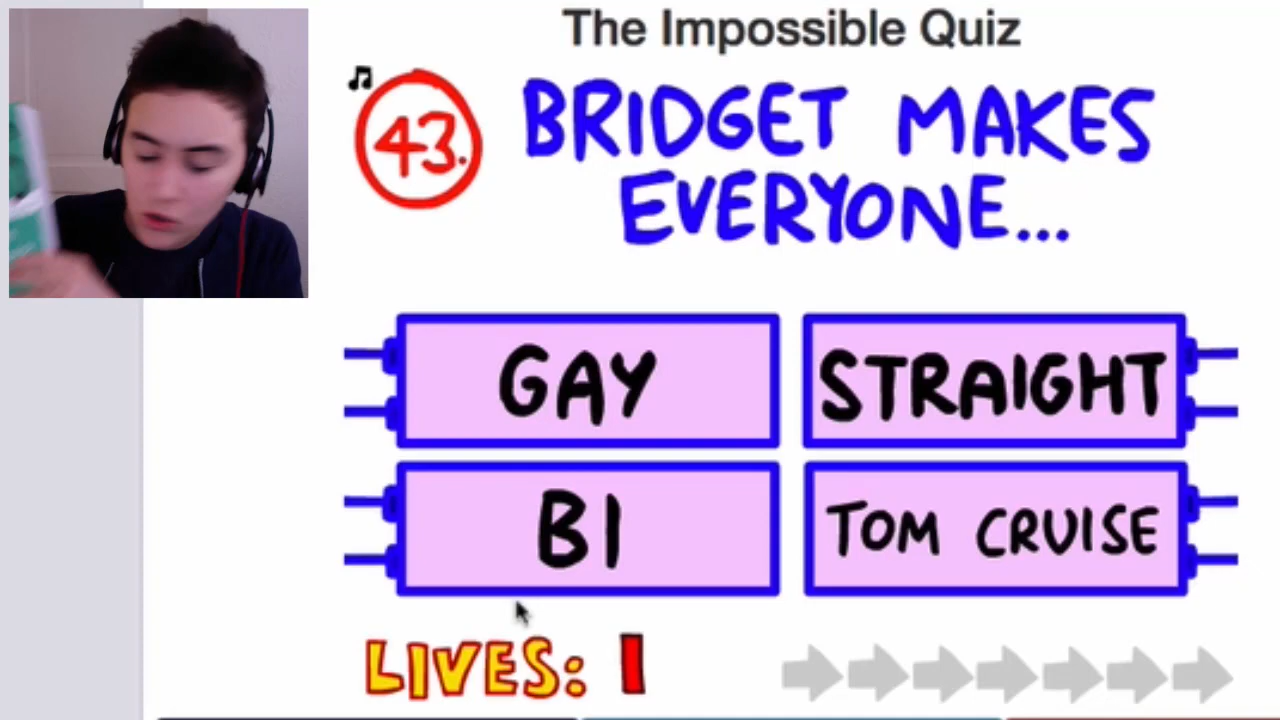 The Impossible Quiz
43.
BRIDGET MAKES
EVERYONE...
GAY
STRAIGHT
BI
TOM CRUISE
LIVES: 1